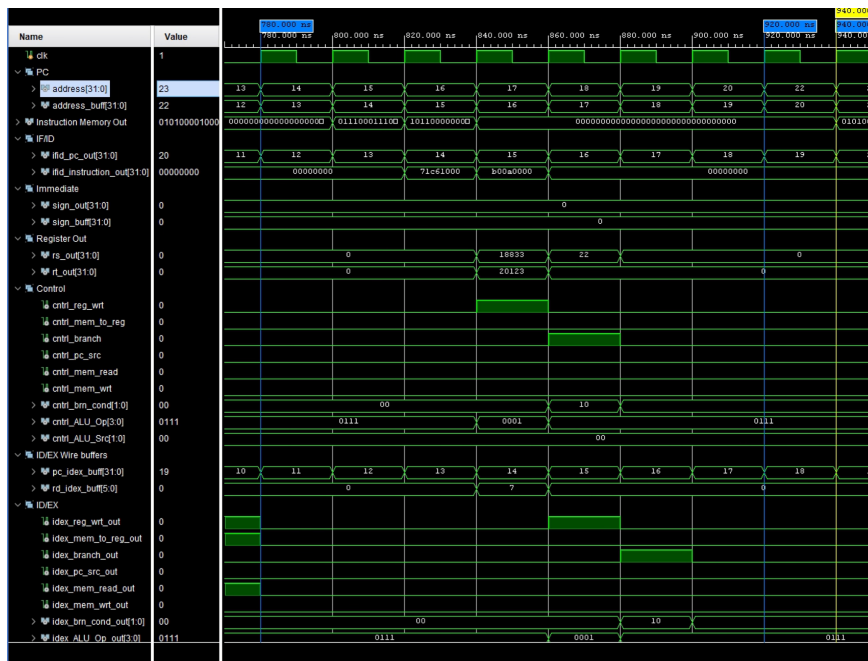 780.000 ns 920.000 ns 940.000
Name Value 780.000 ns 800.000 ns 820.000 ns 840.000 ns 860.000 ns 880.000 ns 900.000 ns 920.000 ns 940.00
clk 1
PC
address[31:0] 23 13 14 15 16 17 18 19 20 22
address_buff[31:0] 22 12 13 14 15 16 17 18 19 20
Instruction Memory Out 010100001000 0000000000000000000 01110001110 10110000000 00000000000000000000000000000000 01010
IF/ID
ifid_pc_out[31:0] 20 11 12 13 14 15 16 17 18 19
ifid_instruction_out[31:0] 00000000 00000000 71c61000 b00a0000 00000000
Immediate
sign_out[31:0] 0 0
sign_buff[31:0] 0 0
Register Out
rs_out[31:0] 0 0 18833 22 0
rt_out[31:0] 0 0 20123 0
Control
cntrl_reg_wrt 0
cntrl_mem_to_reg 0
cntrl_branch 0
cntrl_pc_src 0
cntrl_mem_read 0
cntrl_mem_wrt 0
cntrl_brn_cond[1:0] 00 00 10
cntrl_ALU_Op[3:0] 0111 0111 0001 0111
cntrl_ALU_Src[1:0] 00 00
ID/EX Wire buffers
pc_idex_buff[31:0] 19 10 11 12 13 14 15 16 17 18
rd_idex_buff[5:0] 0 0 7 0
ID/EX
idex_reg_wrt_out 0
idex_mem_to_reg_out 0
idex_branch_out 0
idex_pc_src_out 0
idex_mem_read_out 0
idex_mem_wrt_out 0
idex_brn_cond_out[1:0] 00 00 10
idex_ALU_Op_out[3:0] 0111 0111 0001 0111